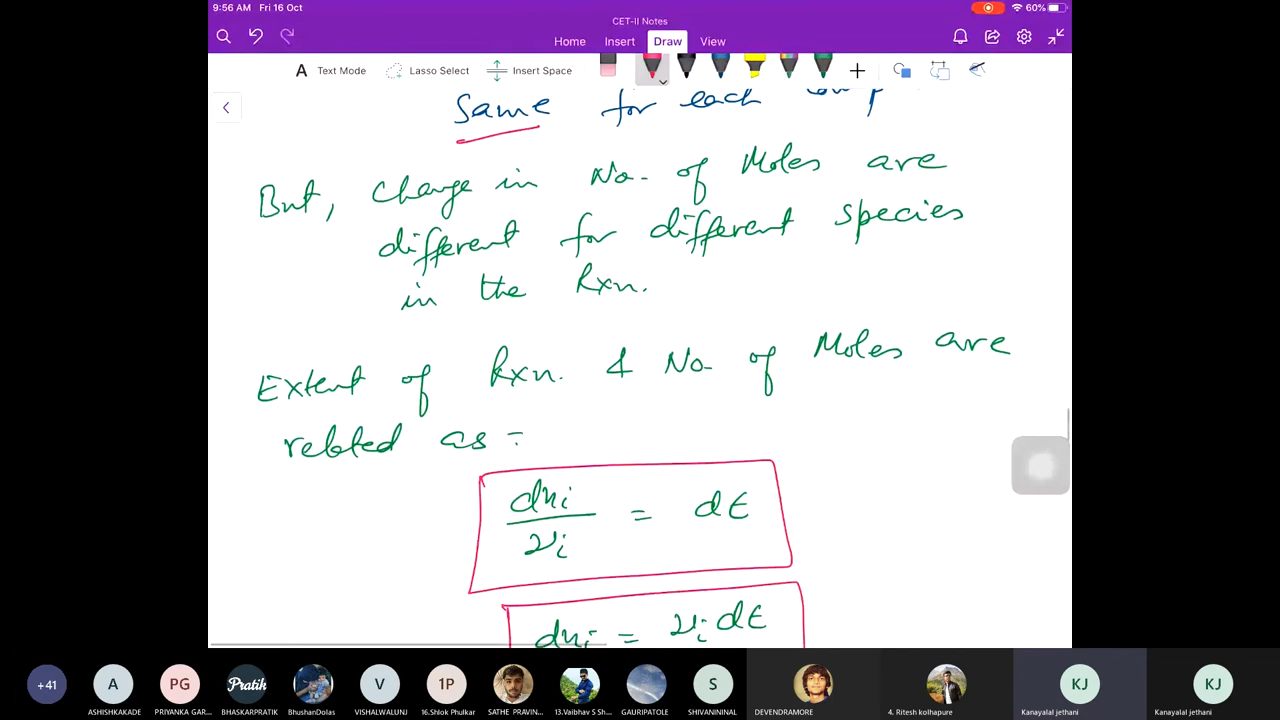 9:56 AM Fri 16 Oct
60%
CET-II Notes
Home Insert Draw View
A Text Mode Lasso Select Insert Space
Same for each
But, change in No. of Moles are
different for different species
in the Rxn.
Extent of Rxn. & No. of Moles are
related as :
dni
νi = dε
dni = νi dε
+41 A PG Pratik V 1P S KJ KJ
ASHISHKAKADE PRIYANKA GAR... BHASKARPRATIK BhushanDolas VISHALWALUNJ 16.Shlok Phulkar SATHE PRAVIN... 13.Vaibhav S Sh... GAURIPATOLE SHIVANININAL DEVENDRAMORE 4. Ritesh kolhapure Kanayalal jethani Kanayalal jethani